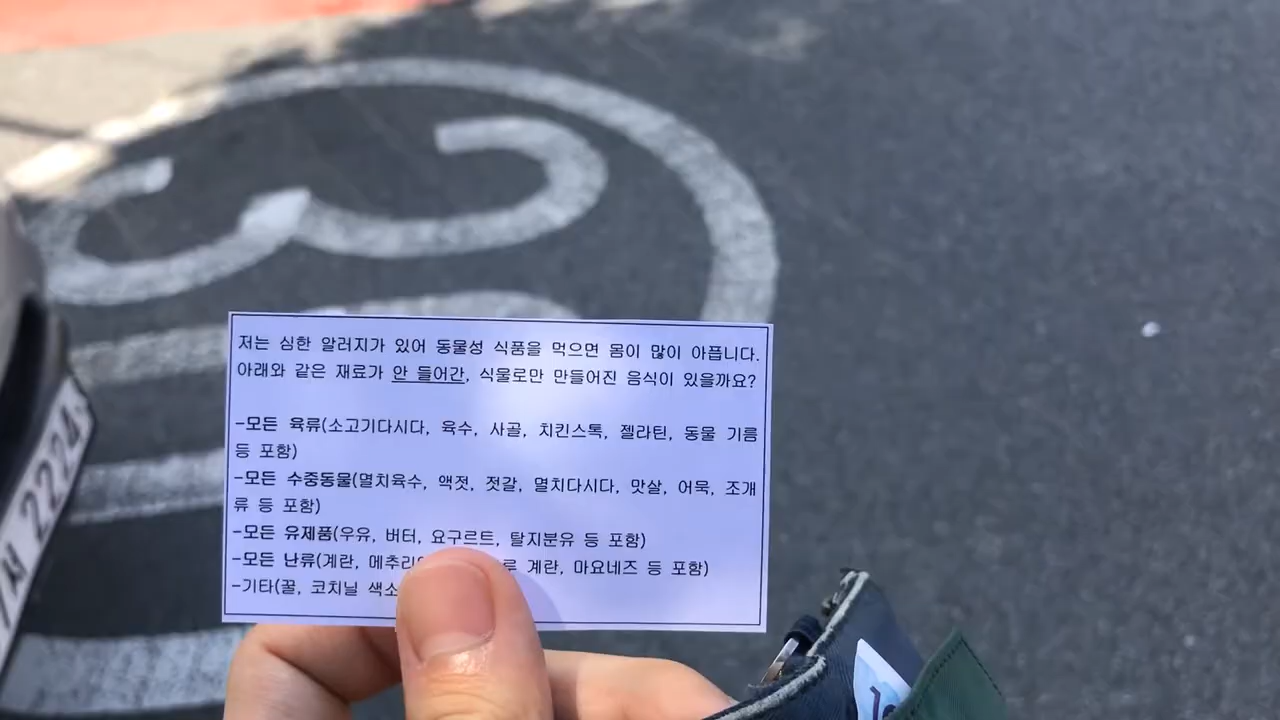 저는 심한 알러지가 있어 동물성 식품을 먹으면 몸이 많이 아픕니다.
아래와 같은 재료가 안 들어간, 식물로만 만들어진 음식이 있을까요?
-모든 육류(소고기다시다, 육수, 사골, 치킨스톡, 젤라틴, 동물 기름
등 포함)
-모든 수중동물(멸치육수, 액젓, 젓갈, 멸치다시다, 맛살, 어묵, 조개
류 등 포함)
-모든 유제품(우유, 버터, 요구르트, 탈지분유 등 포함)
-모든 난류(계란, 계란, 마요네즈 등 포함)
-기타(꿀, 코치닐
2224